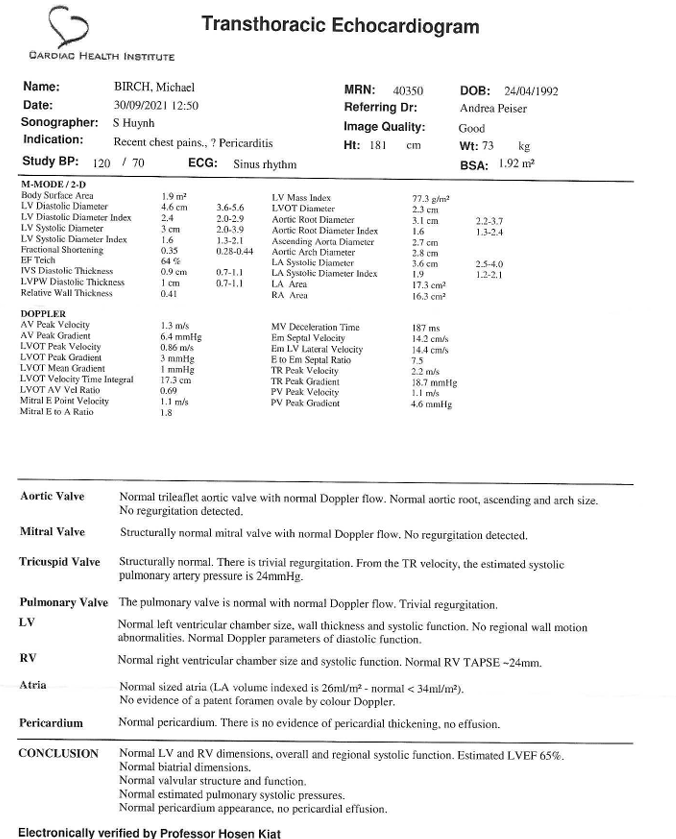 Transthoracic Echocardiogram
CARDIAC HEALTH INSTITUTE
Name: BIRCH, Michael MRN: 40350 DOB: 24/04/1992
Date: 30/09/2021 12:50 Referring Dr: Andrea Peiser
Sonographer: S Huynh Image Quality: Good
Indication: Recent chest pains., ? Pericarditis Ht: 181 cm Wt: 73 kg
Study BP: 120 / 70 ECG: Sinus rhythm BSA: 1.92 m²
M-MODE / 2-D
Body Surface Area 1.9 m² LV Mass Index 77.3 g/m²
LV Diastolic Diameter 4.6 cm 3.6-5.6 LVOT Diameter 2.3 cm
LV Diastolic Diameter Index 2.4 2.0-2.9 Aortic Root Diameter 3.1 cm 2.2-3.7
LV Systolic Diameter 3 cm 2.0-3.9 Aortic Root Diameter Index 1.6 1.3-2.4
LV Systolic Diameter Index 1.6 1.3-2.1 Ascending Aorta Diameter 2.7 cm
Fractional Shortening 0.35 0.28-0.44 Aortic Arch Diameter 2.8 cm
EF Teich 64 % LA Systolic Diameter 3.6 cm 2.5-4.0
IVS Diastolic Thickness 0.9 cm 0.7-1.1 LA Systolic Diameter Index 1.9 1.2-2.1
LVPW Diastolic Thickness 1 cm 0.7-1.1 LA Area 17.3 cm²
Relative Wall Thickness 0.41 RA Area 16.3 cm²
DOPPLER
AV Peak Velocity 1.3 m/s MV Deceleration Time 187 ms
AV Peak Gradient 6.4 mmHg Em Septal Velocity 14.2 cm/s
LVOT Peak Velocity 0.86 m/s Em LV Lateral Velocity 14.4 cm/s
LVOT Peak Gradient 3 mmHg E to Em Septal Ratio 7.5
LVOT Mean Gradient 1 mmHg TR Peak Velocity 2.2 m/s
LVOT Velocity Time Integral 17.3 cm TR Peak Gradient 18.7 mmHg
LVOT AV Vel Ratio 0.69 PV Peak Velocity 1.1 m/s
Mitral E Point Velocity 1.1 m/s PV Peak Gradient 4.6 mmHg
Mitral E to A Ratio 1.8
Aortic Valve Normal trileaflet aortic valve with normal Doppler flow. Normal aortic root, ascending and arch size.
No regurgitation detected.
Mitral Valve Structurally normal mitral valve with normal Doppler flow. No regurgitation detected.
Tricuspid Valve Structurally normal. There is trivial regurgitation. From the TR velocity, the estimated systolic
pulmonary artery pressure is 24mmHg.
Pulmonary Valve The pulmonary valve is normal with normal Doppler flow. Trivial regurgitation.
LV Normal left ventricular chamber size, wall thickness and systolic function. No regional wall motion
abnormalities. Normal Doppler parameters of diastolic function.
RV Normal right ventricular chamber size and systolic function. Normal RV TAPSE ~24mm.
Atria Normal sized atria (LA volume indexed is 26ml/m² - normal < 34ml/m²).
No evidence of a patent foramen ovale by colour Doppler.
Pericardium Normal pericardium. There is no evidence of pericardial thickening, no effusion.
CONCLUSION Normal LV and RV dimensions, overall and regional systolic function. Estimated LVEF 65%.
Normal biatrial dimensions.
Normal valvular structure and function.
Normal estimated pulmonary systolic pressures.
Normal pericardium appearance, no pericardial effusion.
Electronically verified by Professor Hosen Kiat